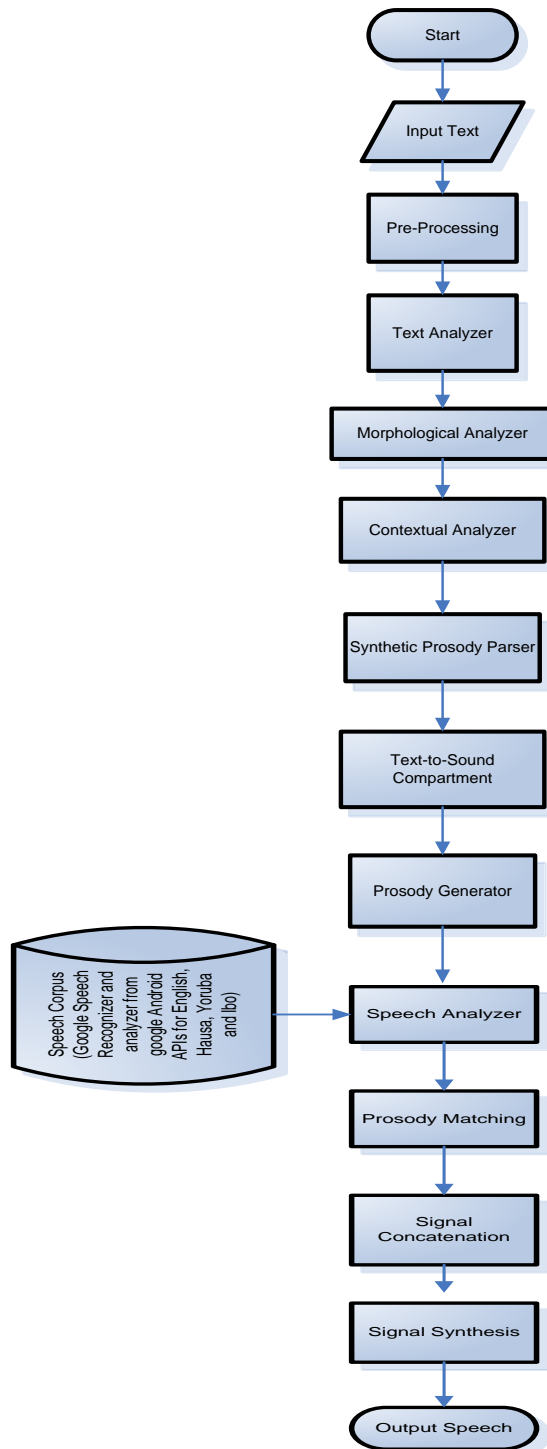 Start
Input Text
Pre-Processing
Text Analyzer
Morphological Analyzer
Contextual Analyzer
Synthetic Prosody Parser
Text-to-Sound
Compartment
Prosody Generator
Speech Corpus
(Google Speech
Recognizer and
analyzer from
google Android
APIs for English,
Hausa, Yoruba
and Ibo)
Speech Analyzer
Prosody Matching
Signal
Concatenation
Signal Synthesis
Output Speech